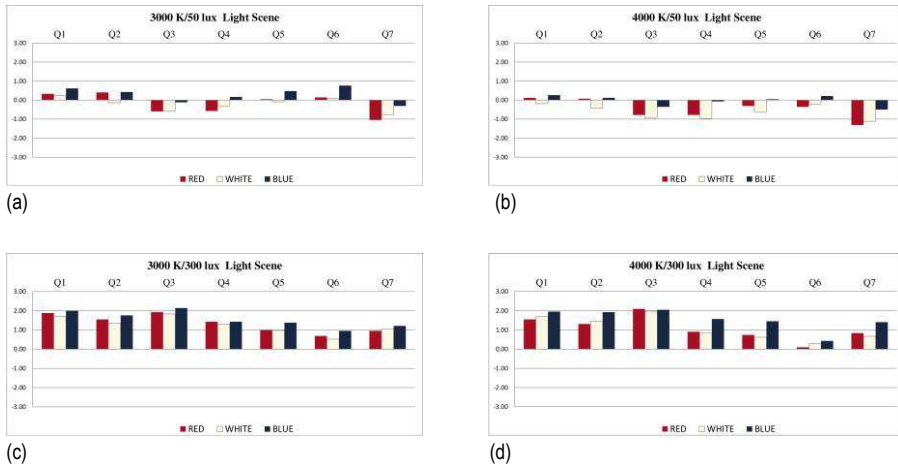 3000 K/50 lux Light Scene
Q1 Q2 Q3 Q4 Q5 Q6 Q7
3.00
2.00
1.00
0.00
-1.00
-2.00
-3.00
RED WHITE BLUE
(a)
4000 K/50 lux Light Scene
Q1 Q2 Q3 Q4 Q5 Q6 Q7
3.00
2.00
1.00
0.00
-1.00
-2.00
-3.00
RED WHITE BLUE
(b)
3000 K/300 lux Light Scene
Q1 Q2 Q3 Q4 Q5 Q6 Q7
3.00
2.00
1.00
0.00
-1.00
-2.00
-3.00
RED WHITE BLUE
(c)
4000 K/300 lux Light Scene
Q1 Q2 Q3 Q4 Q5 Q6 Q7
3.00
2.00
1.00
0.00
-1.00
-2.00
-3.00
RED WHITE BLUE
(d)